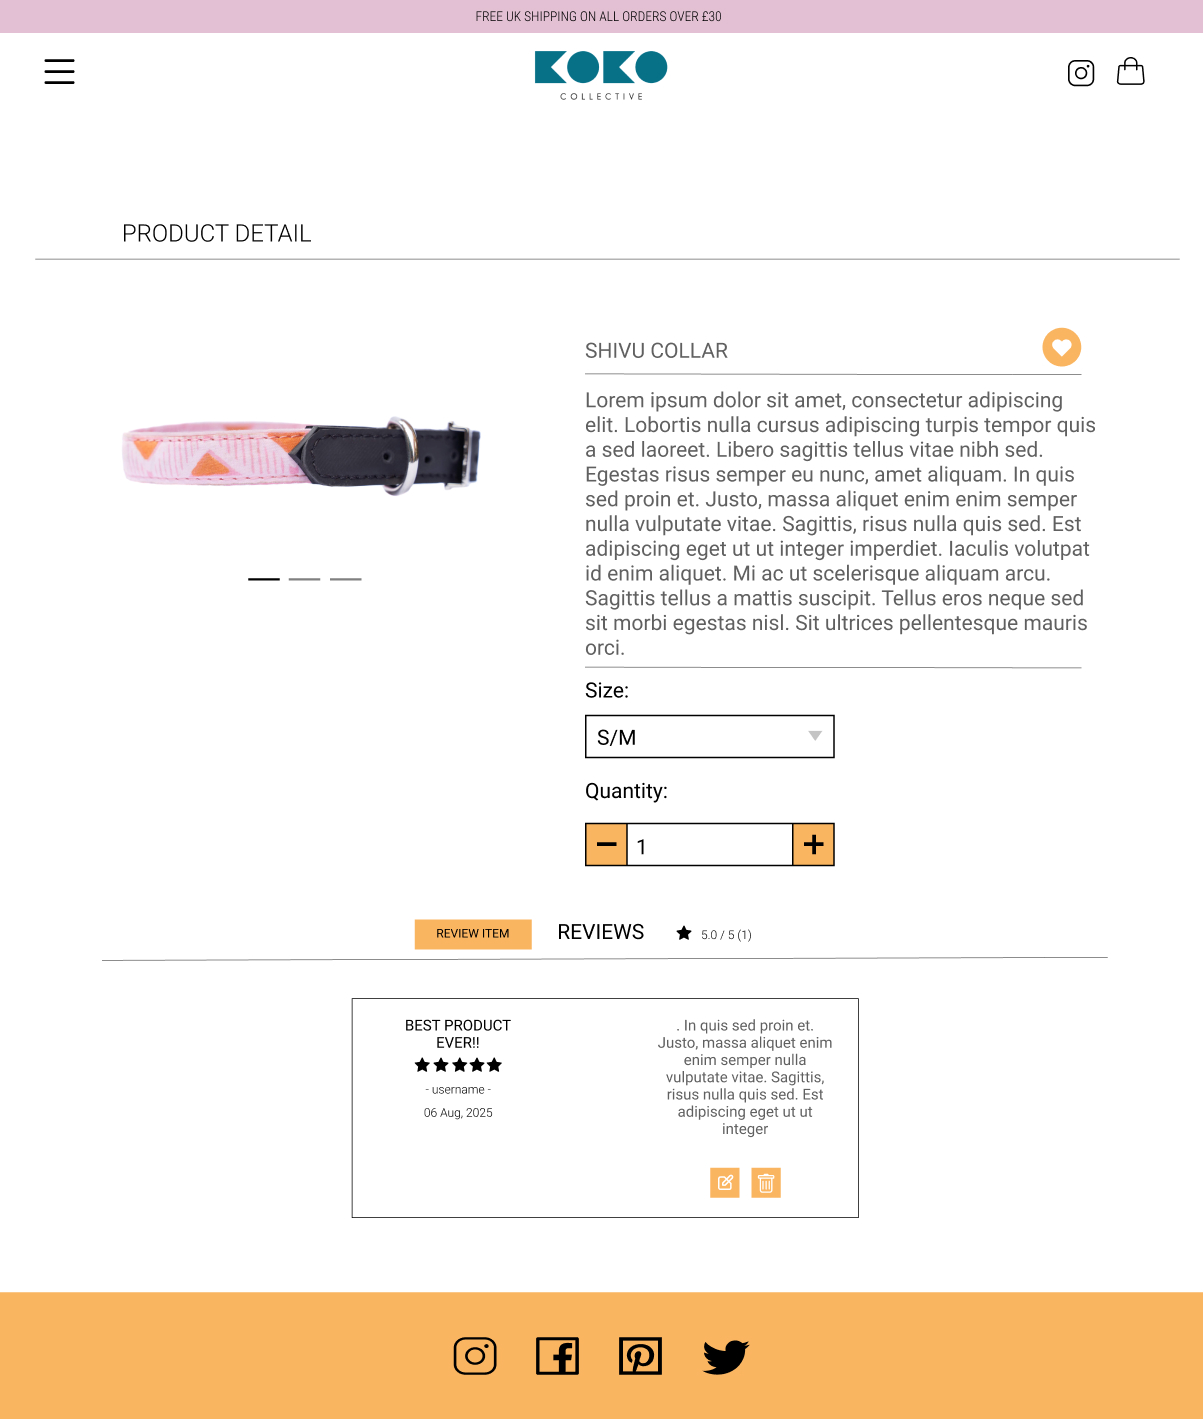 FREE UK SHIPPING ON ALL ORDERS OVER £30
KOKO
COLLECTIVE
PRODUCT DETAIL
SHIVU COLLAR
Lorem ipsum dolor sit amet, consectetur adipiscing
elit. Lobortis nulla cursus adipiscing turpis tempor quis
a sed laoreet. Libero sagittis tellus vitae nibh sed.
Egestas risus semper eu nunc, amet aliquam. In quis
sed proin et. Justo, massa aliquet enim enim semper
nulla vulputate vitae. Sagittis, risus nulla quis sed. Est
adipiscing eget ut ut integer imperdiet. Iaculis volutpat
id enim aliquet. Mi ac ut scelerisque aliquam arcu.
Sagittis tellus a mattis suscipit. Tellus eros neque sed
sit morbi egestas nisl. Sit ultrices pellentesque mauris
orci.
Size:
S/M
Quantity:
1
REVIEW ITEM
REVIEWS
5.0 / 5 (1)
BEST PRODUCT
EVER!!
- username -
06 Aug, 2025
. In quis sed proin et.
Justo, massa aliquet enim
enim semper nulla
vulputate vitae. Sagittis,
risus nulla quis sed. Est
adipiscing eget ut ut
integer